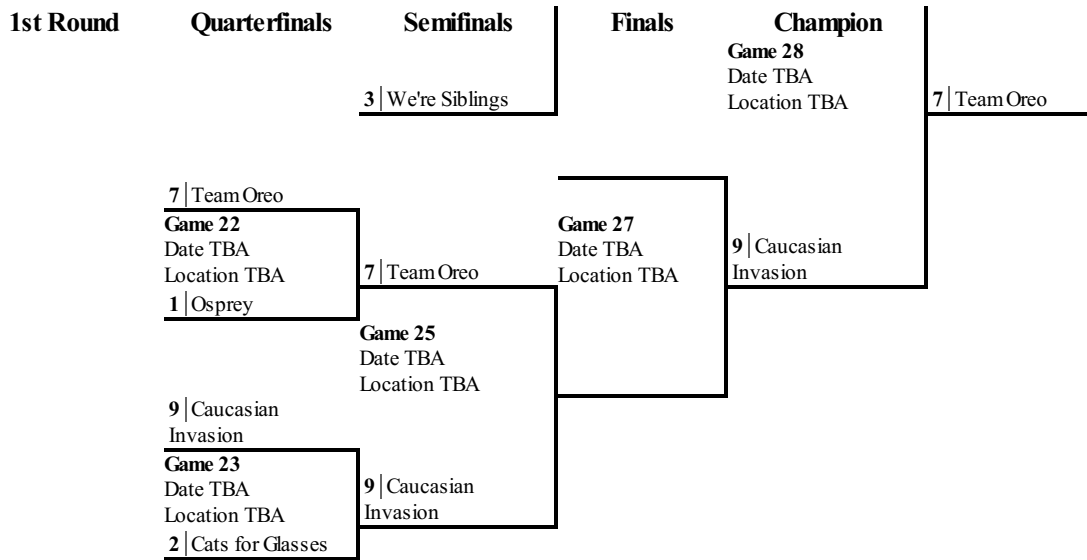 1st Round Quarterfinals Semifinals Finals Champion
Game 28
Date TBA
3 We're Siblings
Location TBA
7 Team Oreo
7 Team Oreo
Game 22
Date TBA
Location TBA
1 Osprey
7 Team Oreo
Game 27
Date TBA
Location TBA
9 Caucasian
Invasion
Game 25
Date TBA
Location TBA
9 Caucasian
Invasion
Game 23
Date TBA
Location TBA
2 Cats for Glasses
9 Caucasian
Invasion